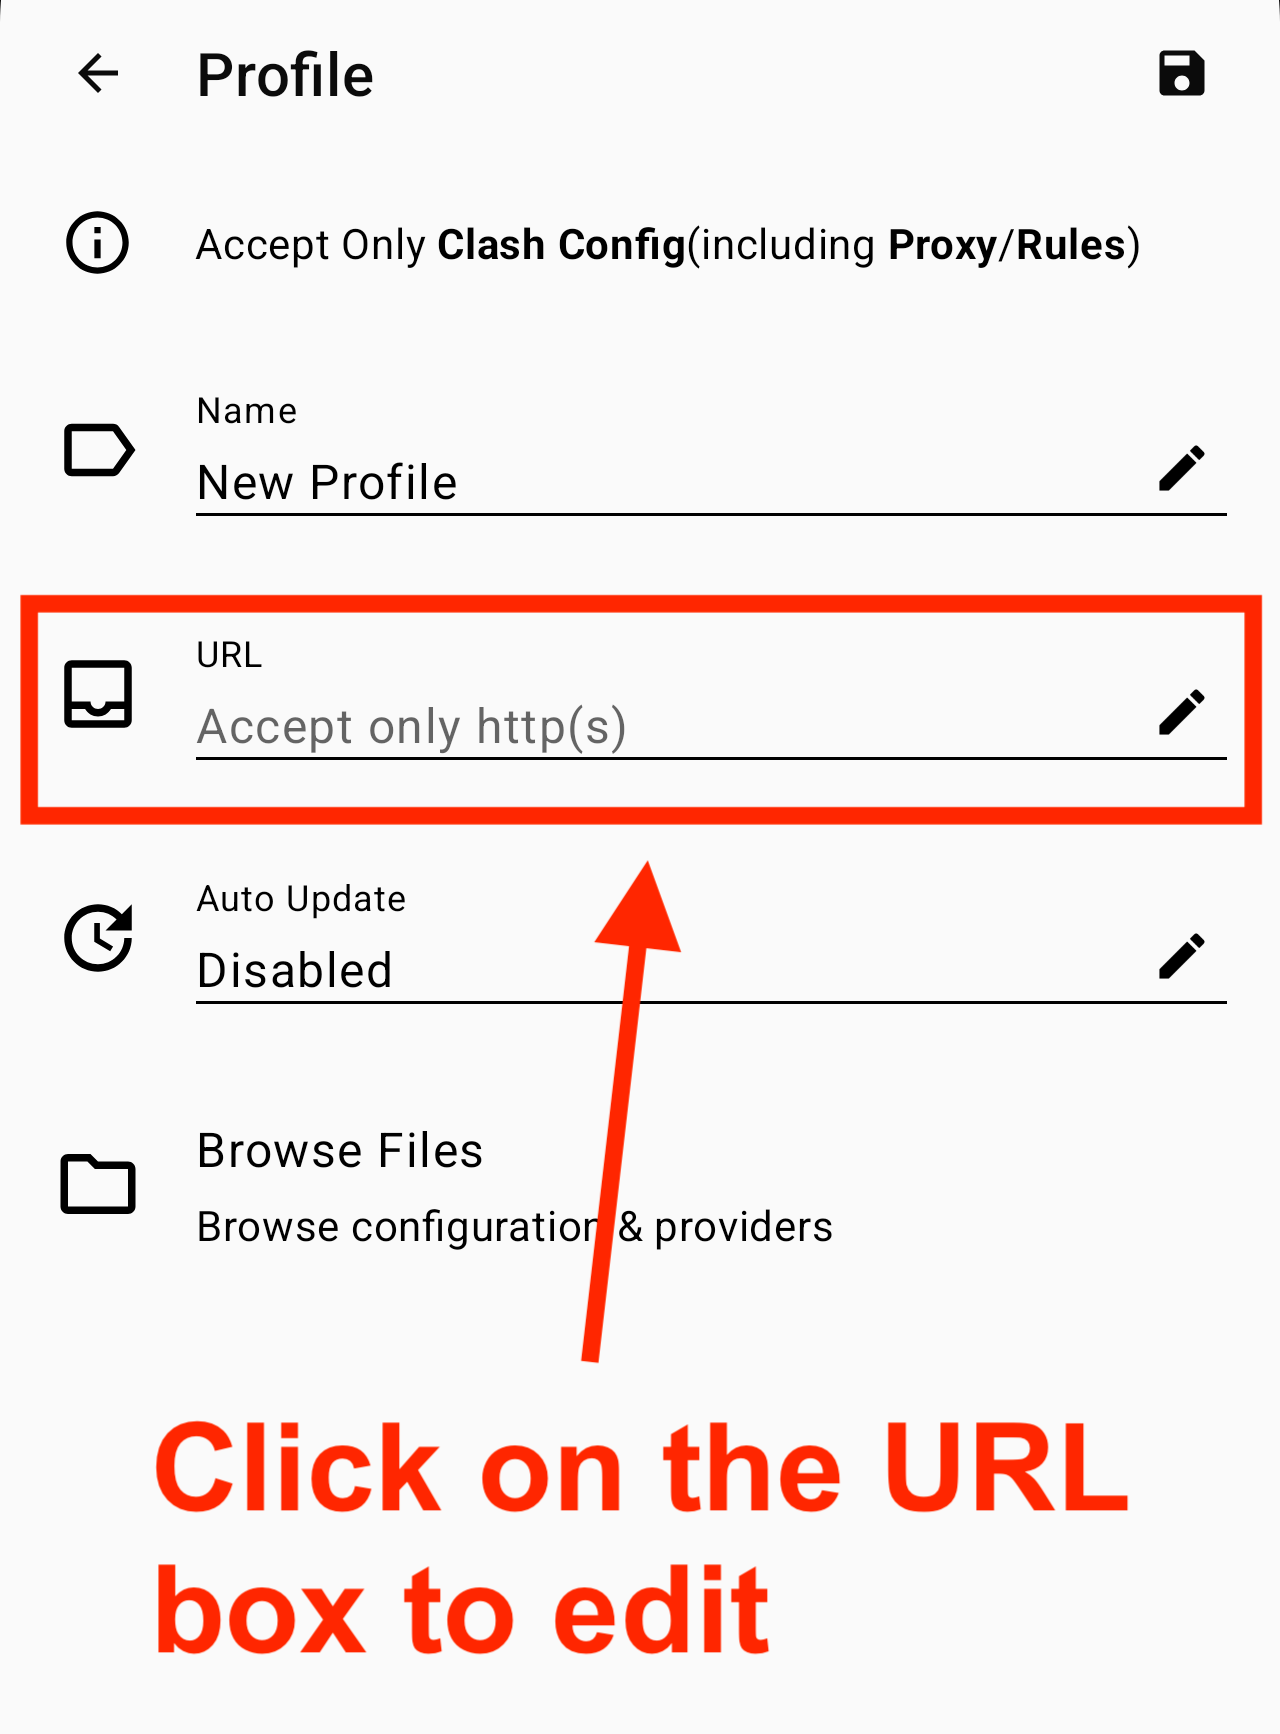 Profile
Accept Only Clash Config(including Proxy/Rules)
Name
New Profile
URL
Accept only http(s)
Auto Update
Disabled
Browse Files
Browse configuration & providers
Click on the URL
box to edit